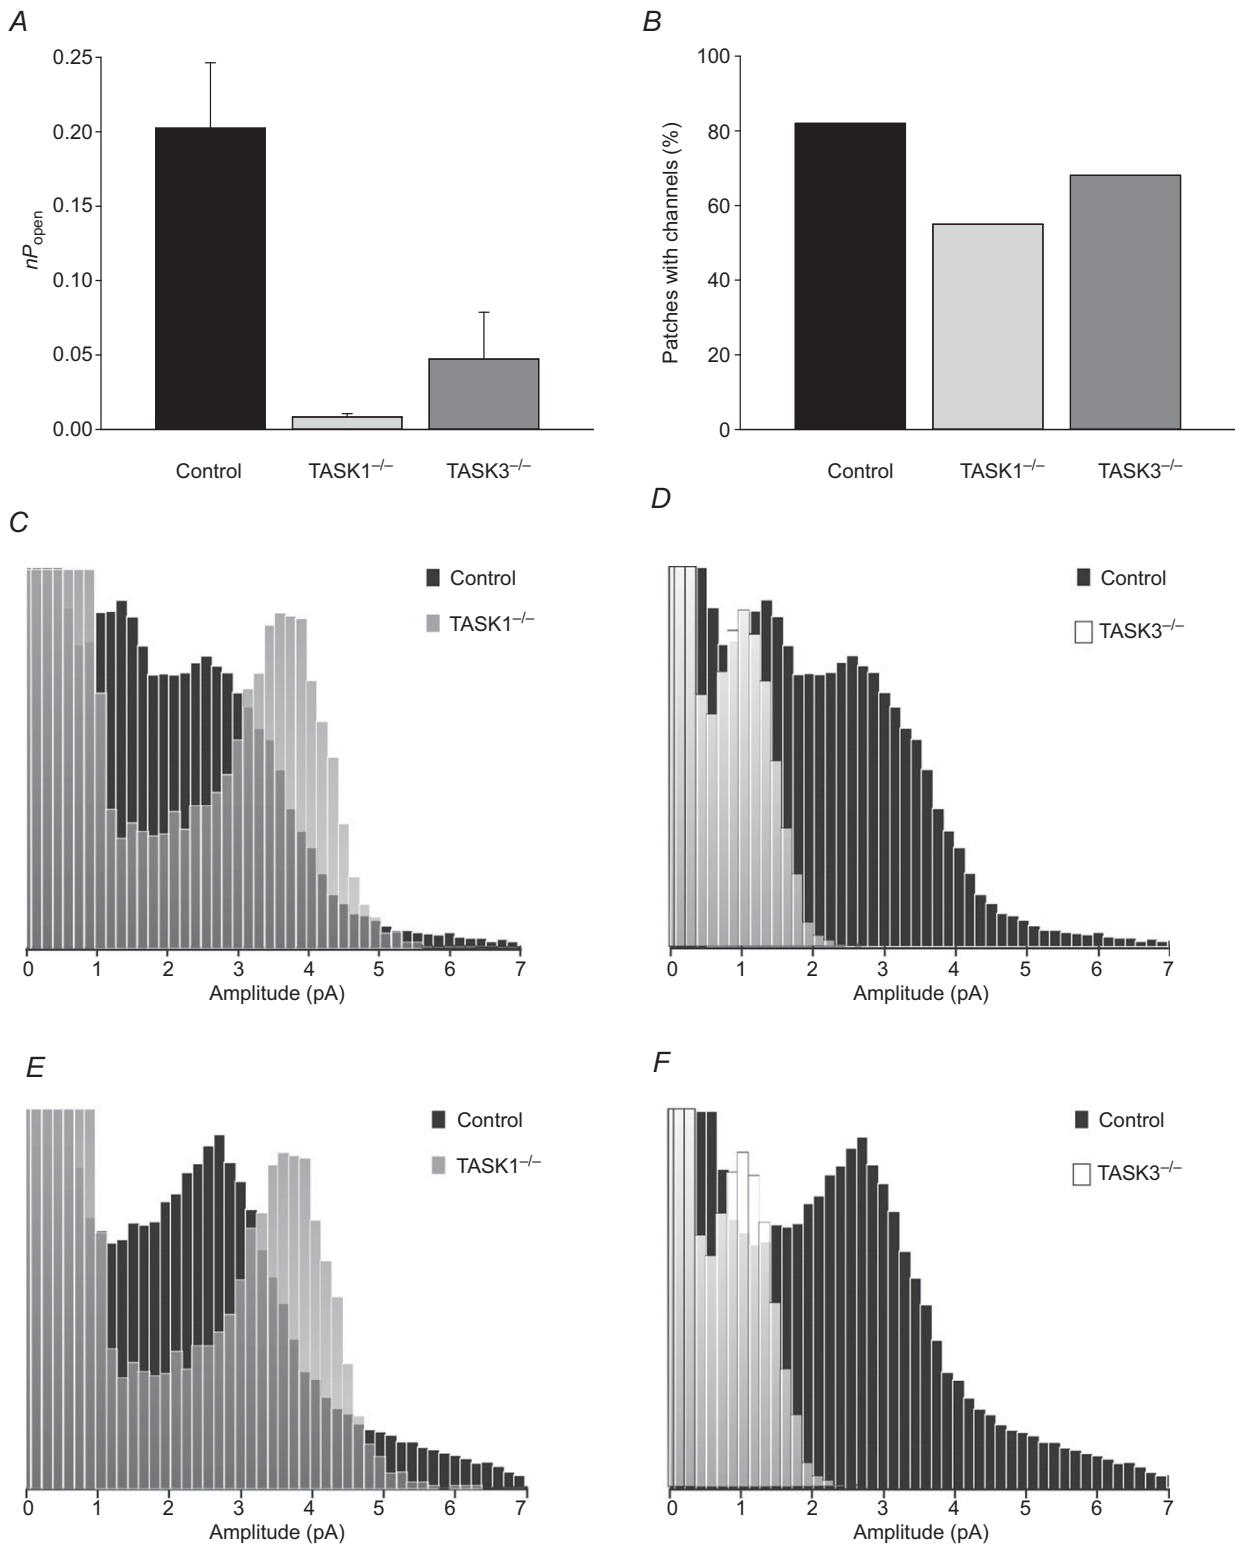 A
B
0.25
0.20
0.15
0.10
0.05
0.00
nPopen
Control
TASK1–/–
TASK3–/–
100
80
60
40
20
0
Patches with channels (%)
Control
TASK1–/–
TASK3–/–
C
Control
TASK1–/–
0 1 2 3 4 5 6 7
Amplitude (pA)
D
Control
TASK3–/–
0 1 2 3 4 5 6 7
Amplitude (pA)
E
Control
TASK1–/–
0 1 2 3 4 5 6 7
Amplitude (pA)
F
Control
TASK3–/–
0 1 2 3 4 5 6 7
Amplitude (pA)